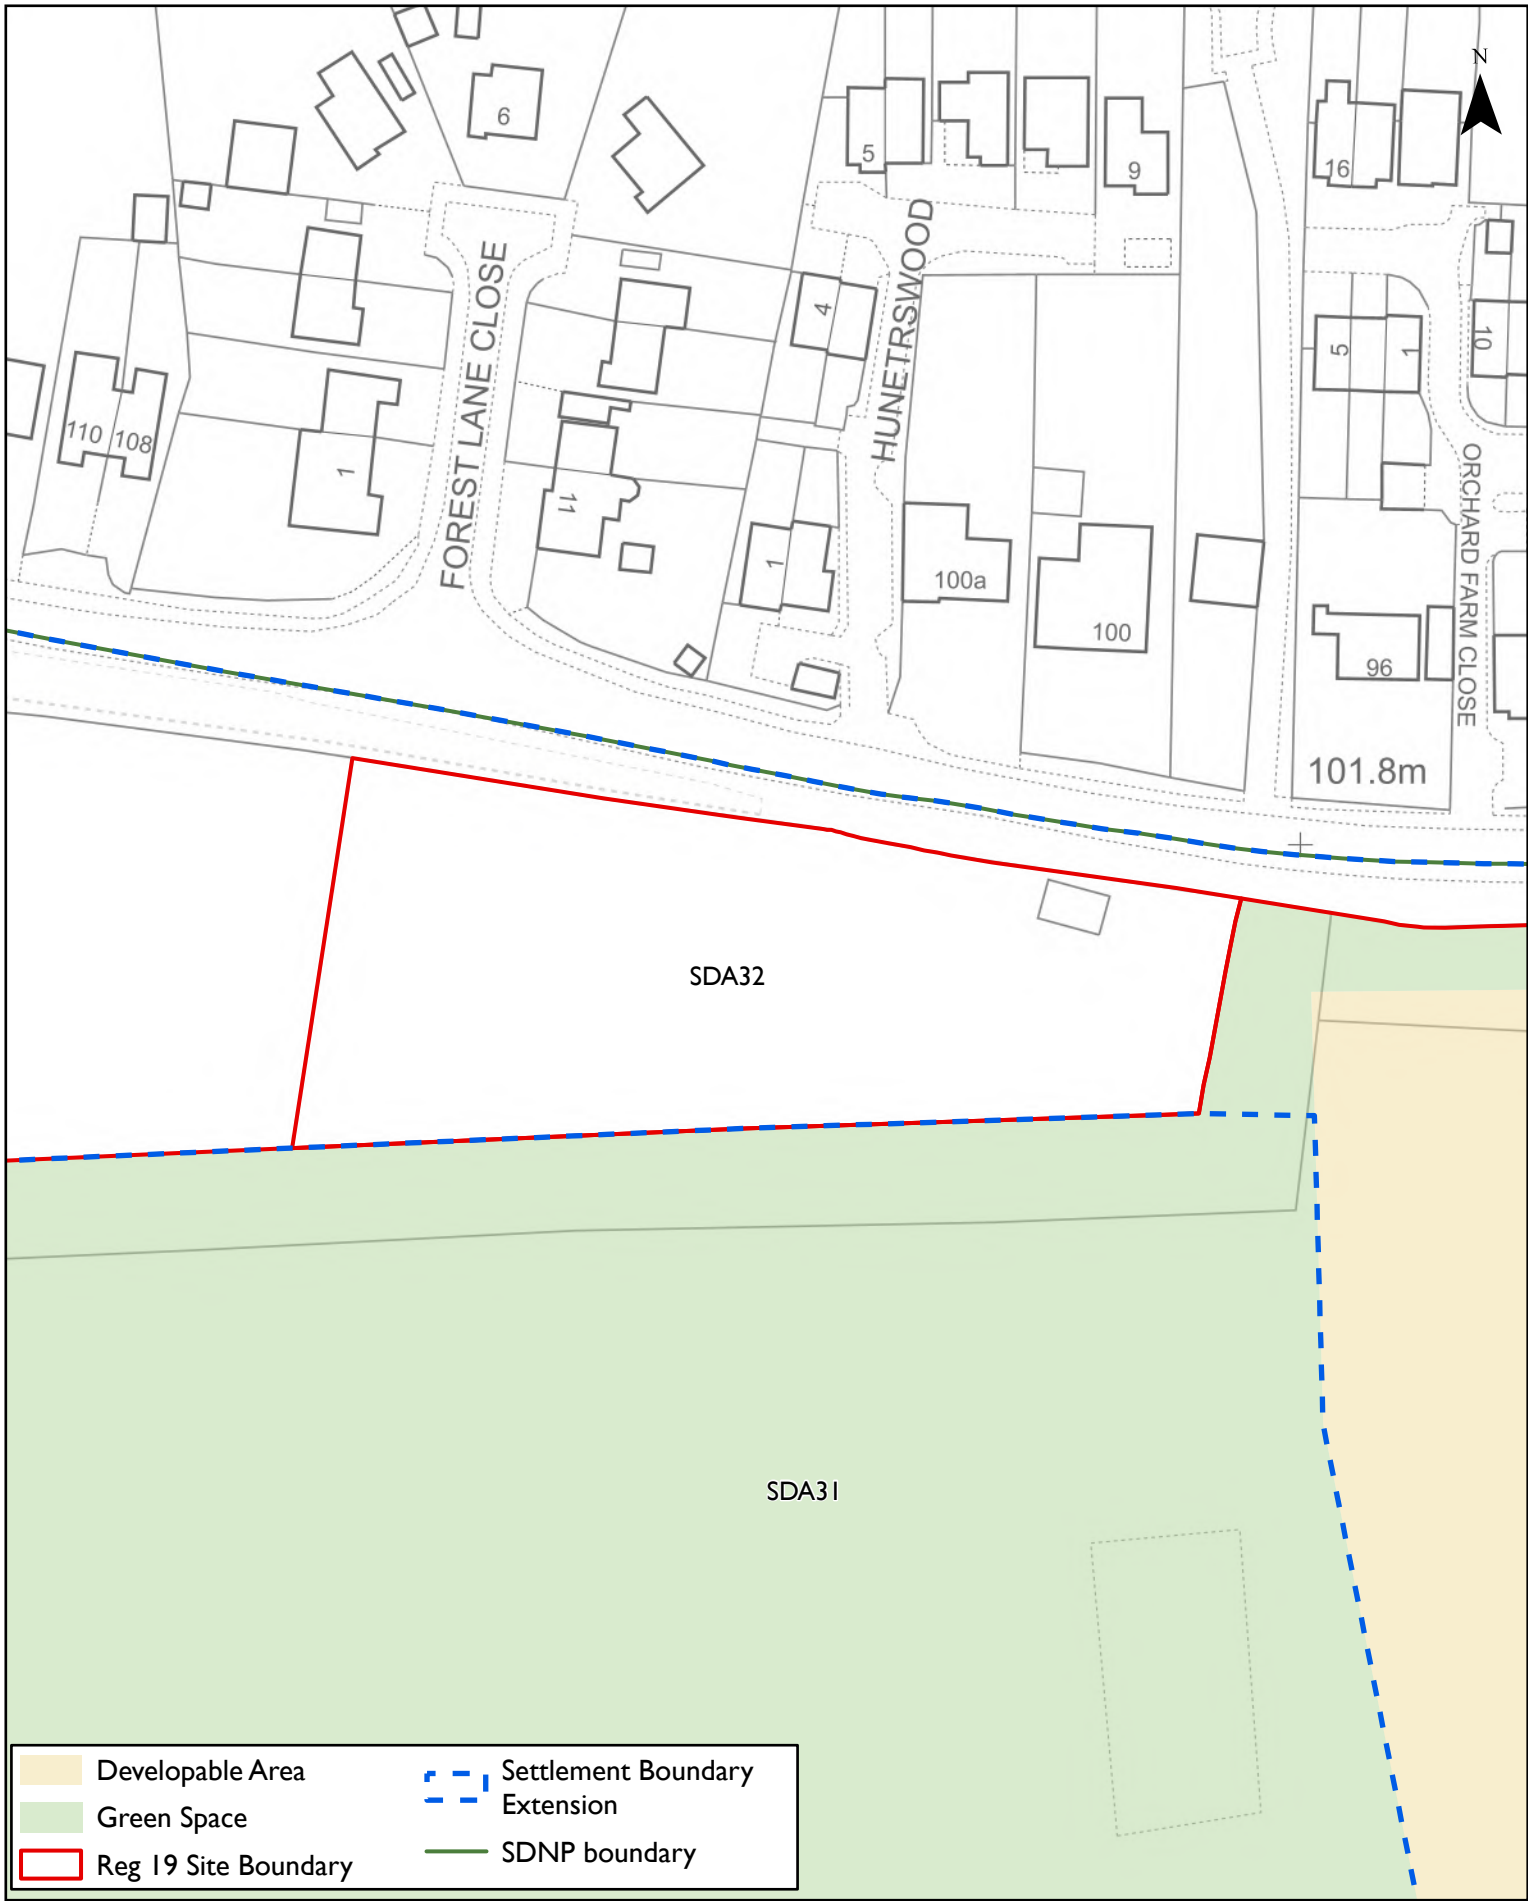 N
6
5
9
16
FOREST LANE CLOSE
HUNETRSWOOD
4
5
1
10
110
108
1
11
1
100a
100
96
ORCHARD FARM CLOSE
101.8m
SDA32
SDA31
Developable Area
Green Space
Reg 19 Site Boundary
Settlement Boundary
Extension
SDNP boundary